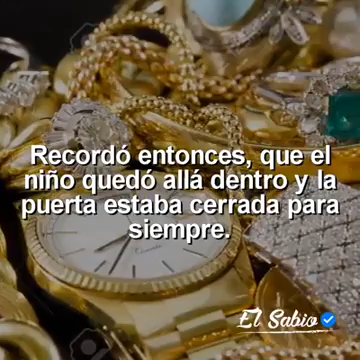 Recordó entonces, que el
niño quedó allá dentro y la
puerta estaba cerrada para
siempre.
El Sabio